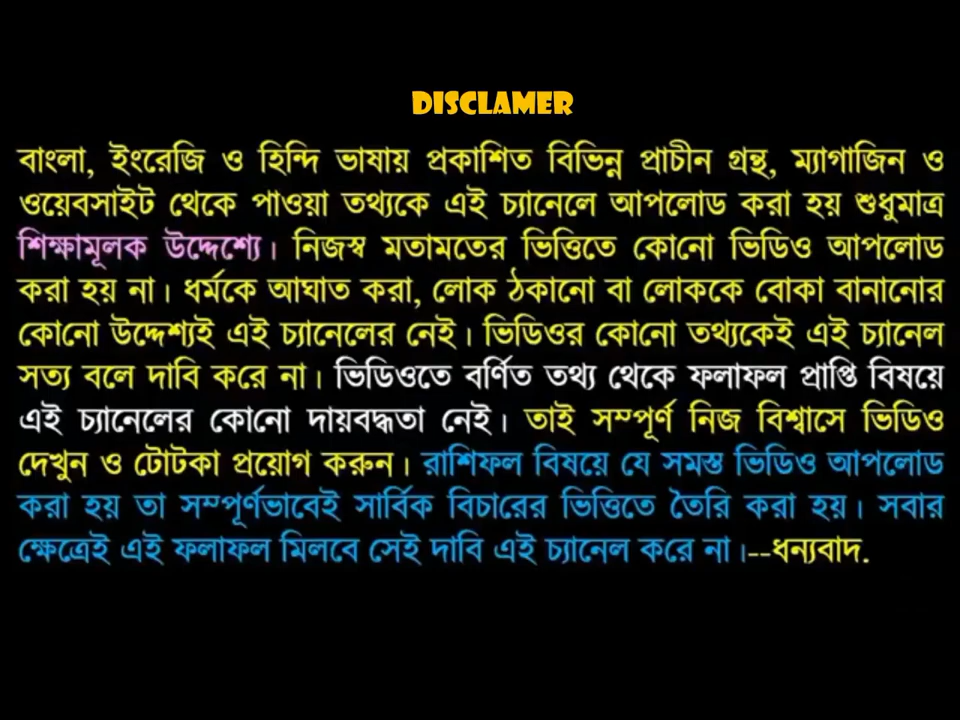 DISCLAMER
বাংলা, ইংরেজি ও হিন্দি ভাষায় প্রকাশিত বিভিন্ন প্রাচীন গ্রন্থ, ম্যাগাজিন ও
ওয়েবসাইট থেকে পাওয়া তথ্যকে এই চ্যানেলে আপলোড করা হয় শুধুমাত্র
শিক্ষামূলক উদ্দেশ্যে। নিজস্ব মতামতের ভিত্তিতে কোনো ভিডিও আপলোড
করা হয় না। ধর্মকে আঘাত করা, লোক ঠকানো বা লোককে বোকা বানানোর
কোনো উদ্দেশ্যই এই চ্যানেলের নেই। ভিডিওর কোনো তথ্যকেই এই চ্যানেল
সত্য বলে দাবি করে না। ভিডিওতে বর্ণিত তথ্য থেকে ফলাফল প্রাপ্তি বিষয়ে
এই চ্যানেলের কোনো দায়বদ্ধতা নেই। তাই সম্পূর্ণ নিজ বিশ্বাসে ভিডিও
দেখুন ও টোটকা প্রয়োগ করুন। রাশিফল বিষয়ে যে সমস্ত ভিডিও আপলোড
করা হয় তা সম্পূর্ণভাবেই সার্বিক বিচারের ভিত্তিতে তৈরি করা হয়। সবার
ক্ষেত্রেই এই ফলাফল মিলবে সেই দাবি এই চ্যানেল করে না।--ধন্যবাদ.